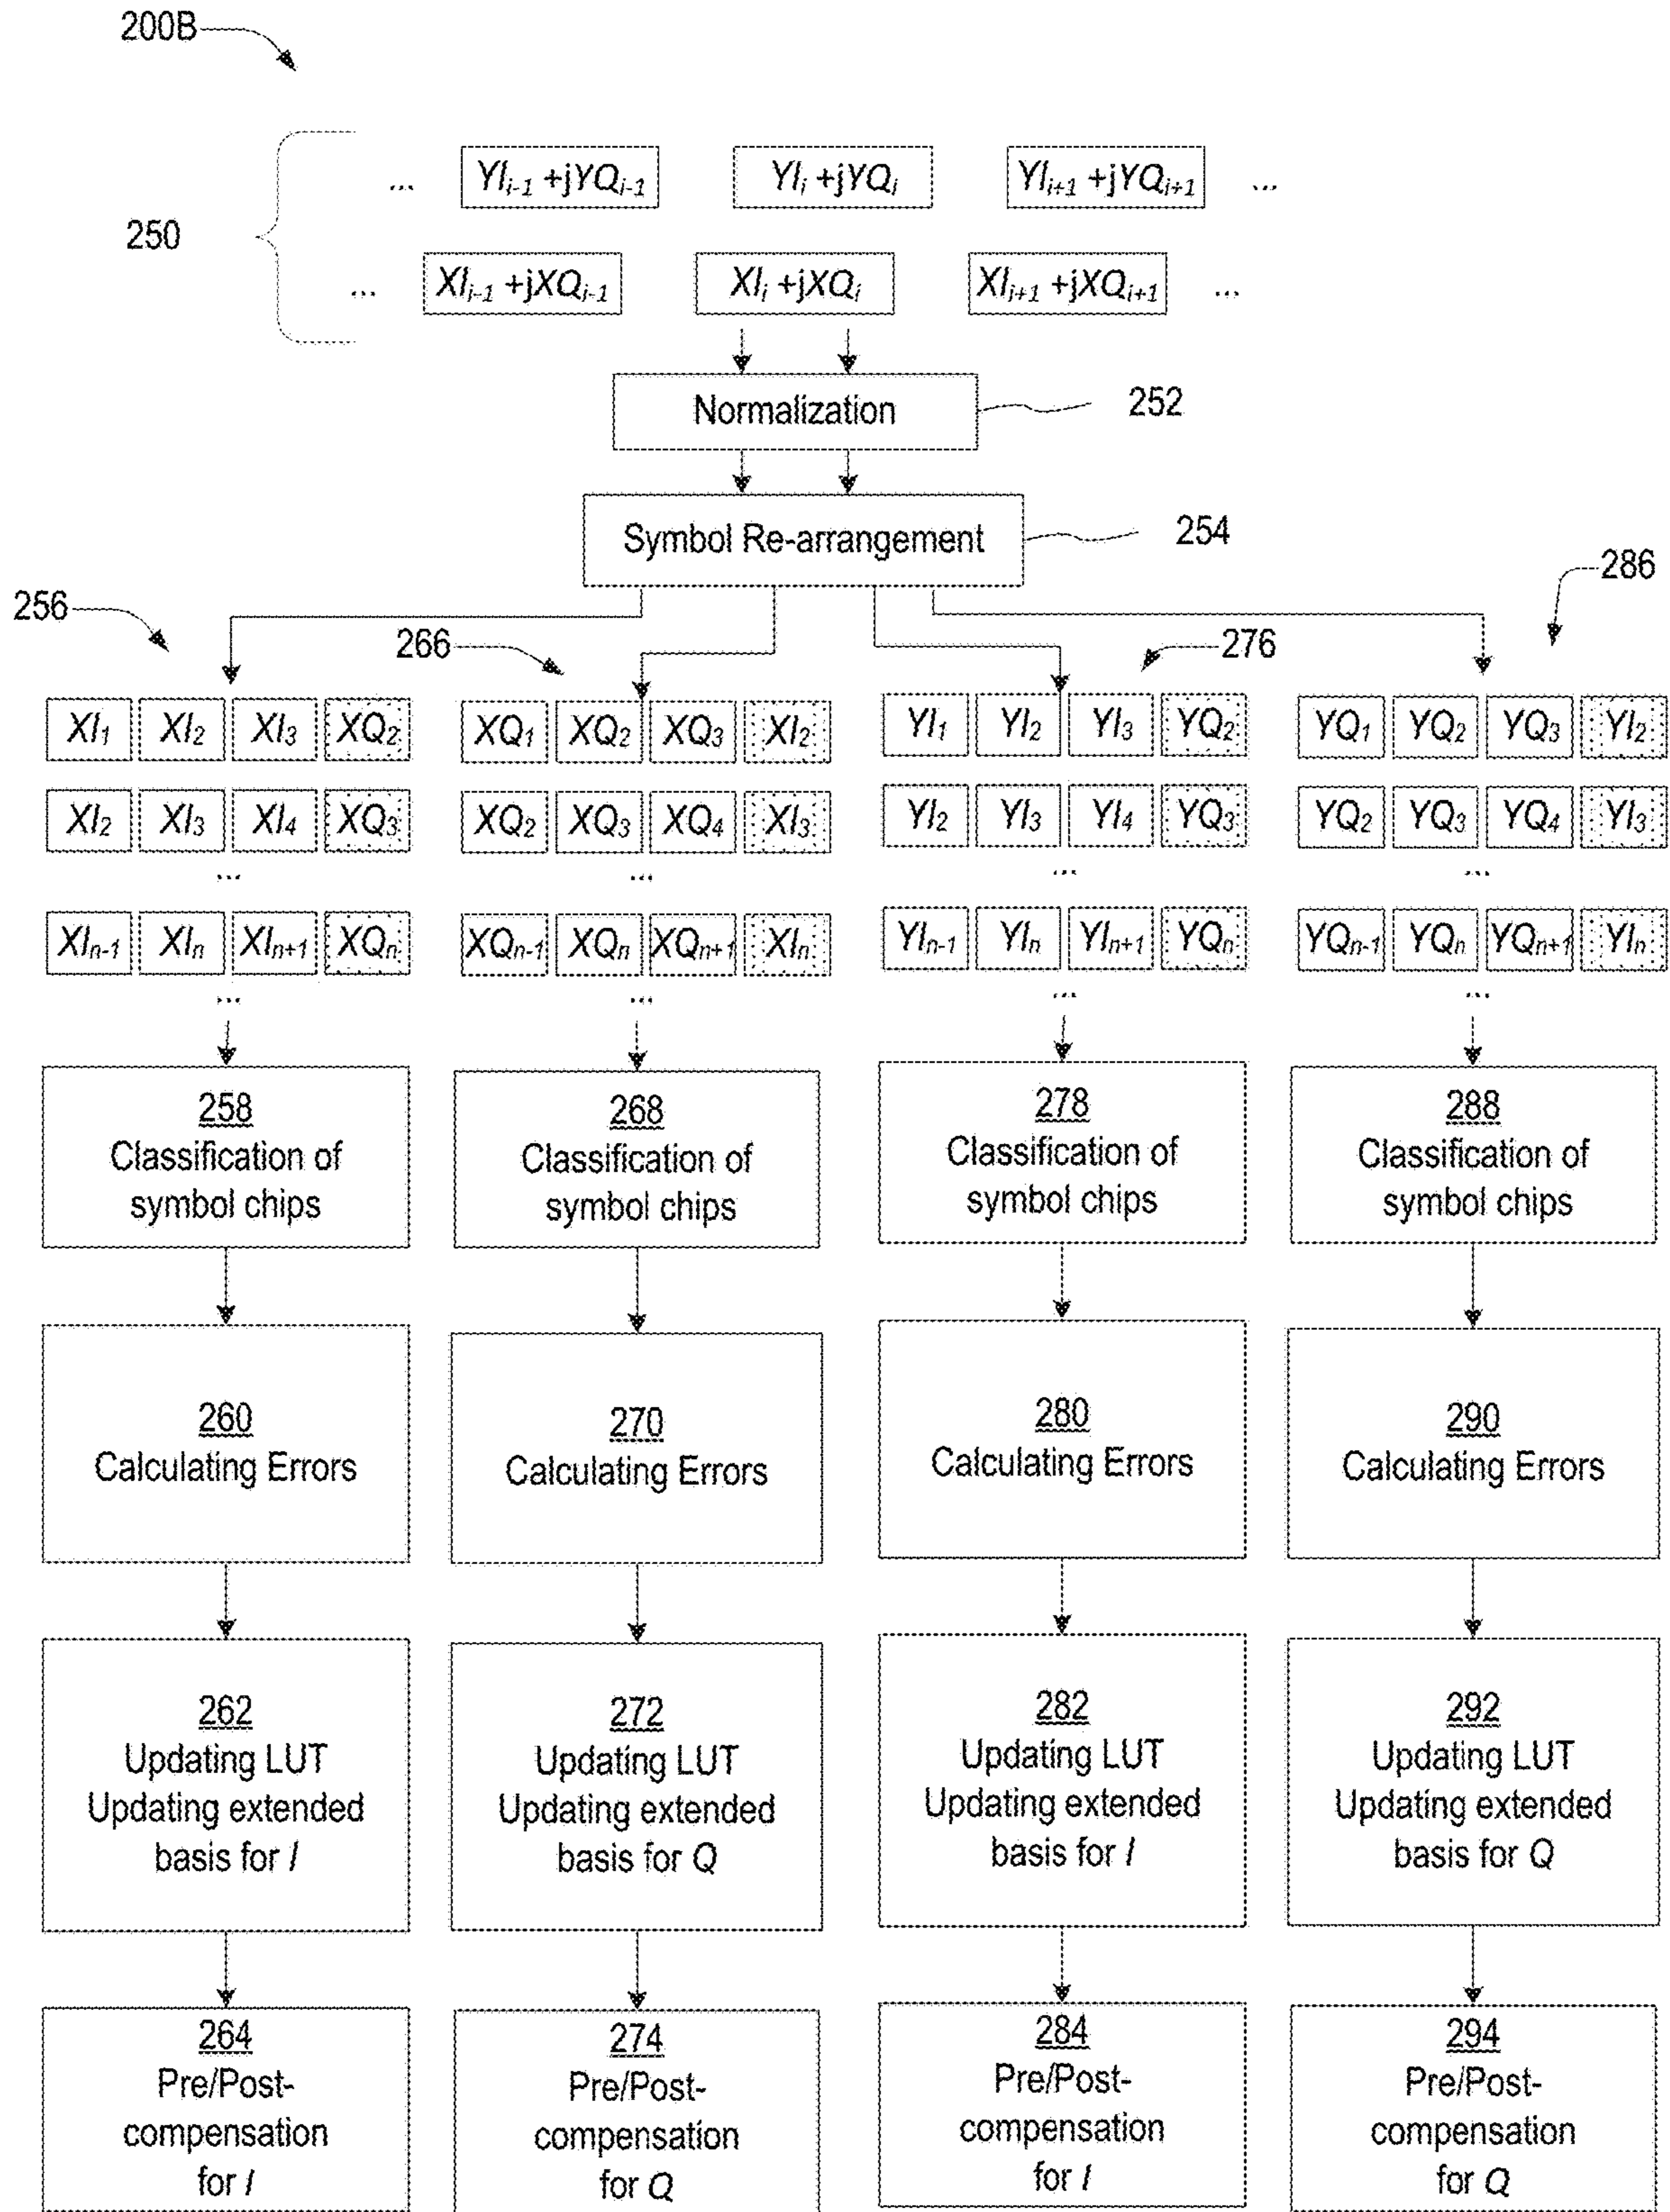 200B
... YIi-1 +jYQi-1 YIi +jYQi YIi+1 +jYQi+1 ...
250
... XIi-1 +jXQi-1 XIi +jXQi XIi+1 +jXQi+1 ...
Normalization 252
Symbol Re-arrangement 254
286
256
266 276
XI1 XI2 XI3 XQ2 XQ1 XQ2 XQ3 XI2 YI1 YI2 YI3 YQ2 YQ1 YQ2 YQ3 YI2
XI2 XI3 XI4 XQ3 XQ2 XQ3 XQ4 XI3 YI2 YI3 YI4 YQ3 YQ2 YQ3 YQ4 YI3
... ... ... ...
XIn-1 XIn XIn+1 XQn XQn-1 XQn XQn+1 XIn YIn-1 YIn YIn+1 YQn YQn-1 YQn YQn+1 YIn
... ... ... ...
258 268 278 288
Classification of Classification of Classification of Classification of
symbol chips symbol chips symbol chips symbol chips
260 270 280 290
Calculating Errors Calculating Errors Calculating Errors Calculating Errors
262 272 282 292
Updating LUT Updating LUT Updating LUT Updating LUT
Updating extended Updating extended Updating extended Updating extended
basis for I basis for Q basis for I basis for Q
264 274 284 294
Pre/Post- Pre/Post- Pre/Post- Pre/Post-
compensation compensation compensation compensation
for I for Q for I for Q